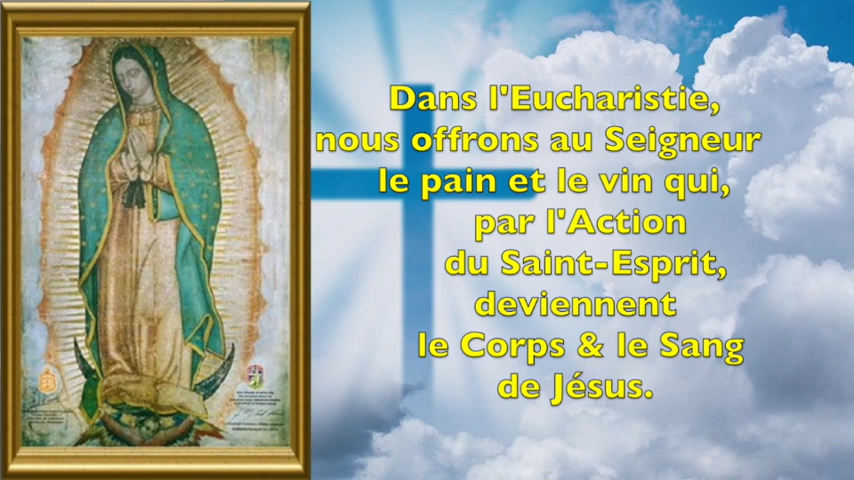 Dans l'Eucharistie,
nous offrons au Seigneur
le pain et le vin qui,
par l'Action
du Saint-Esprit,
deviennent
le Corps & le Sang
de Jésus.